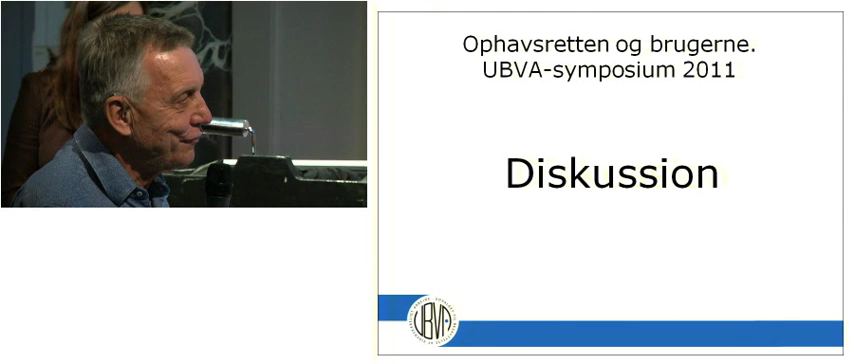 Ophavsretten og brugerne.
UBVA-symposium 2011
Diskussion
UBVA